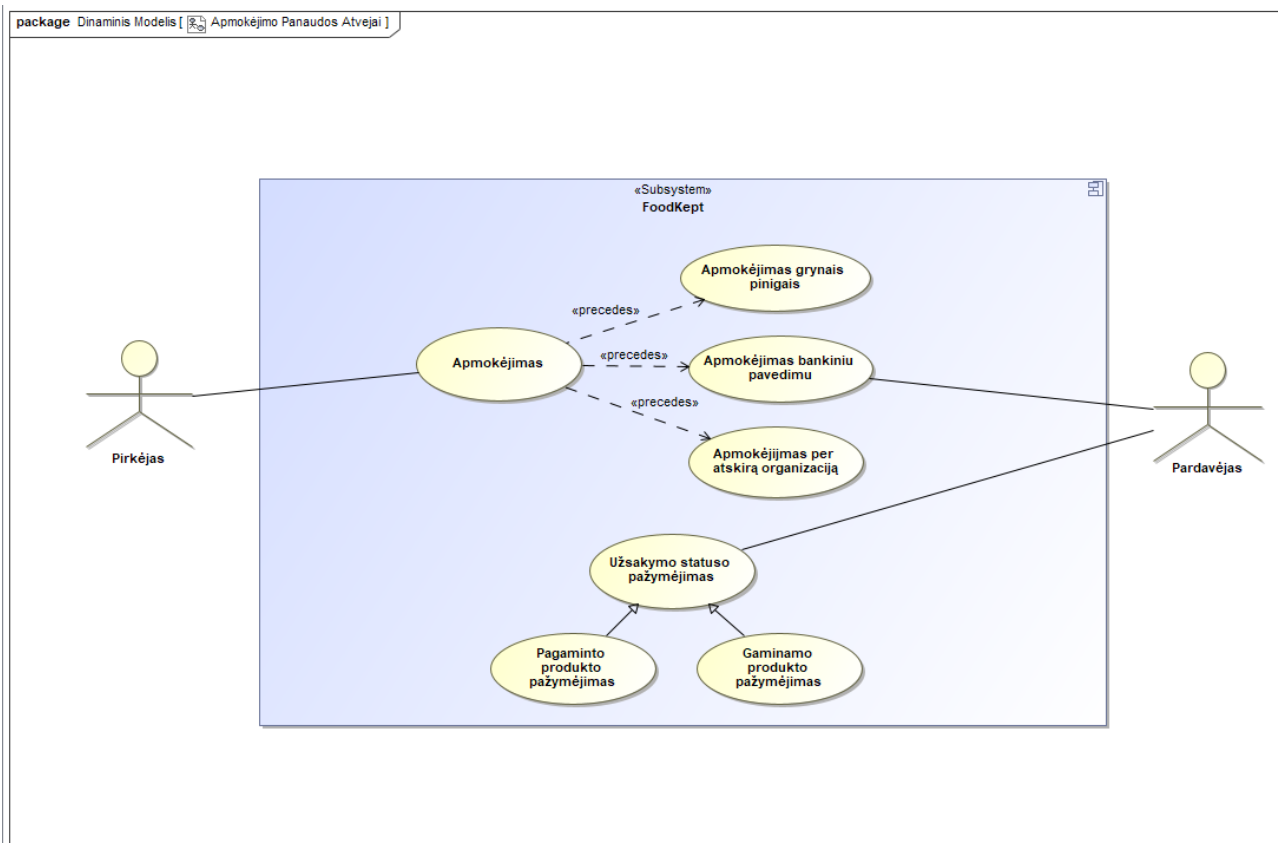 package Dinaminis Modelis [ Apmokėjimo Panaudos Atvejai ]
«Subsystem»
FoodKept
Apmokėjimas grynais
pinigais
«precedes»
Apmokėjimas
«precedes»
Apmokėjimas bankiniu
pavedimu
«precedes»
Apmokėjijmas per
atskirą organizaciją
Pirkėjas
Pardavėjas
Užsakymo statuso
pažymėjimas
Pagaminto
produkto
pažymėjimas
Gaminamo
produkto
pažymėjimas